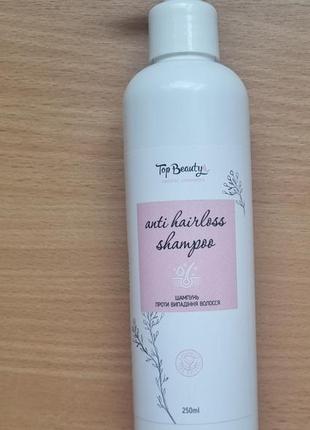 Top Beauty
anti hairloss
shampoo
ШАМПУНЬ
ПРОТИ ВИПАДІННЯ ВОЛОССЯ
250ml